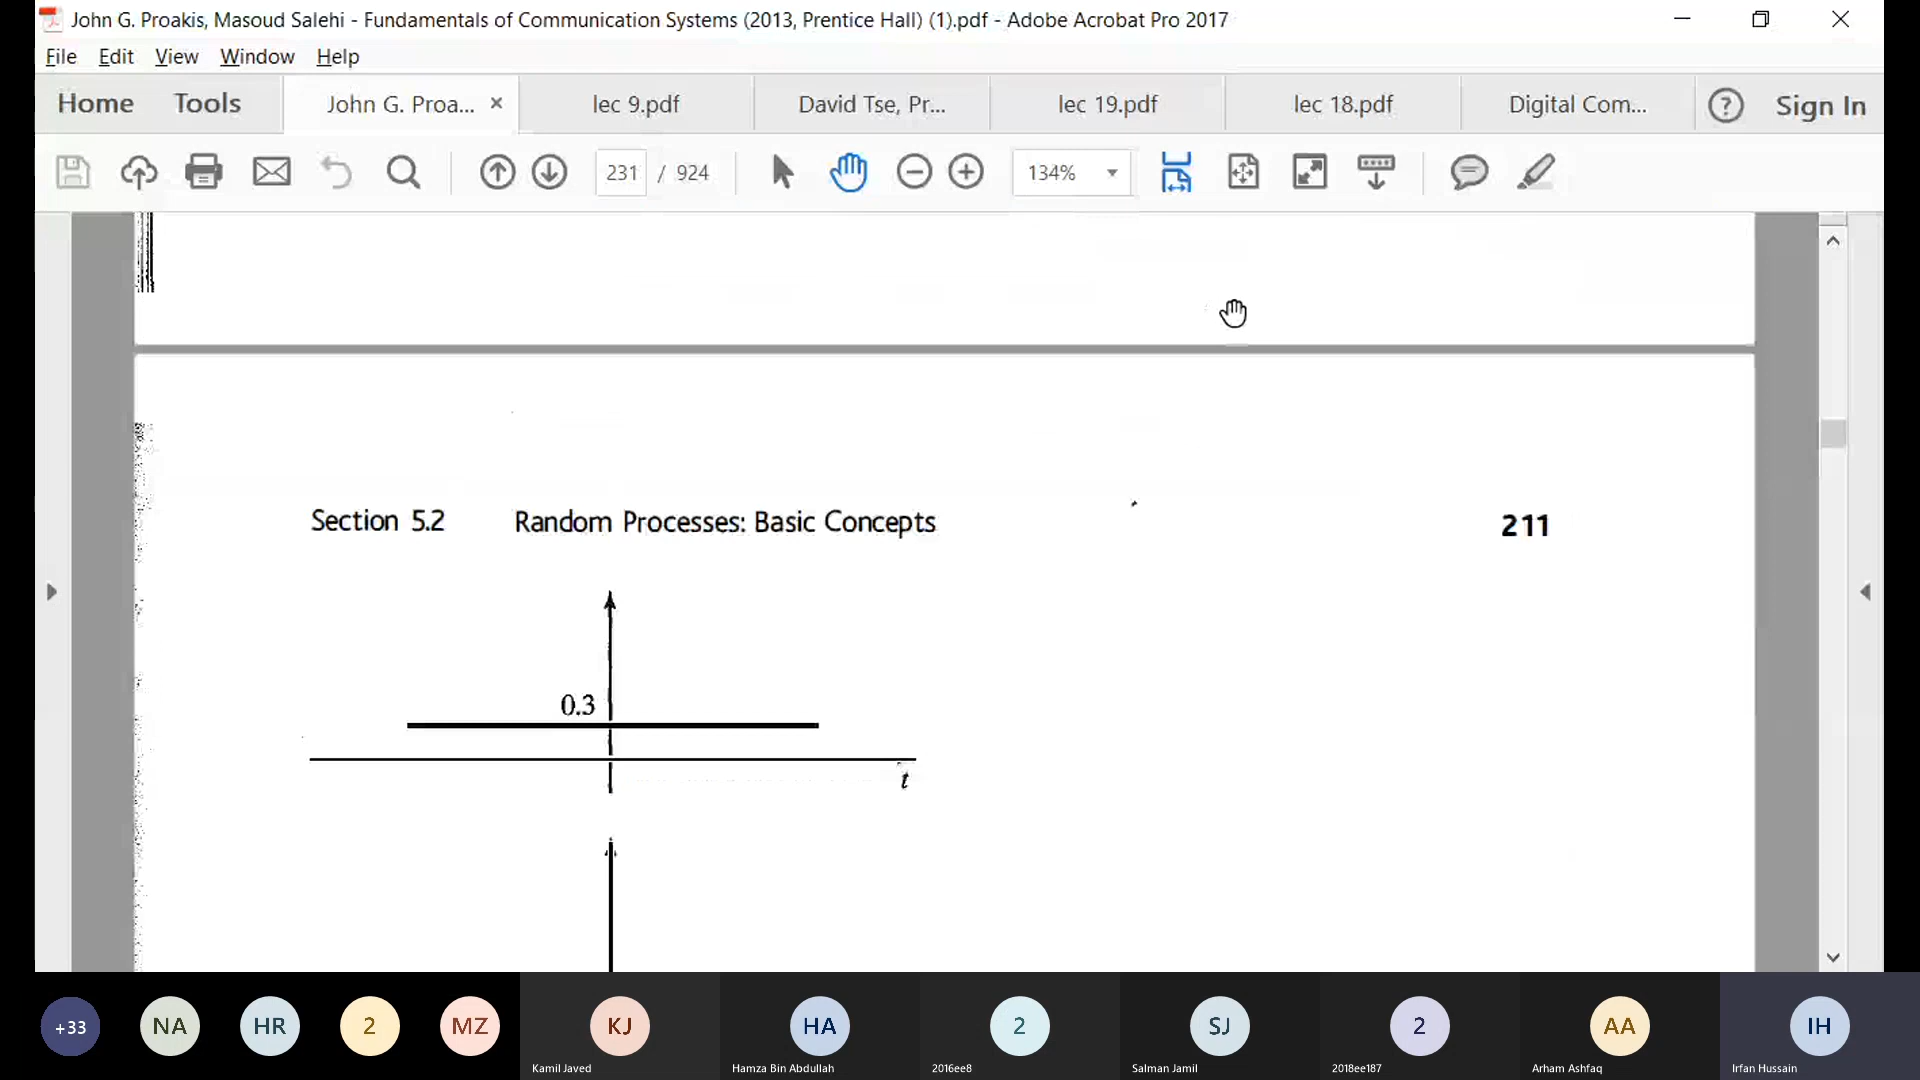 John G. Proakis, Masoud Salehi - Fundamentals of Communication Systems (2013, Prentice Hall) (1).pdf - Adobe Acrobat Pro 2017
File Edit View Window Help
Home Tools John G. Proa... × lec 9.pdf David Tse, Pr... lec 19.pdf lec 18.pdf Digital Com... ? Sign In
231 / 924 134%
Section 5.2 Random Processes: Basic Concepts 211
0.3
t
+33 NA HR 2 MZ KJ HA 2 SJ 2 AA IH
Kamil Javed Hamza Bin Abdullah 2016ee8 Salman Jamil 2018ee187 Arham Ashfaq Irfan Hussain